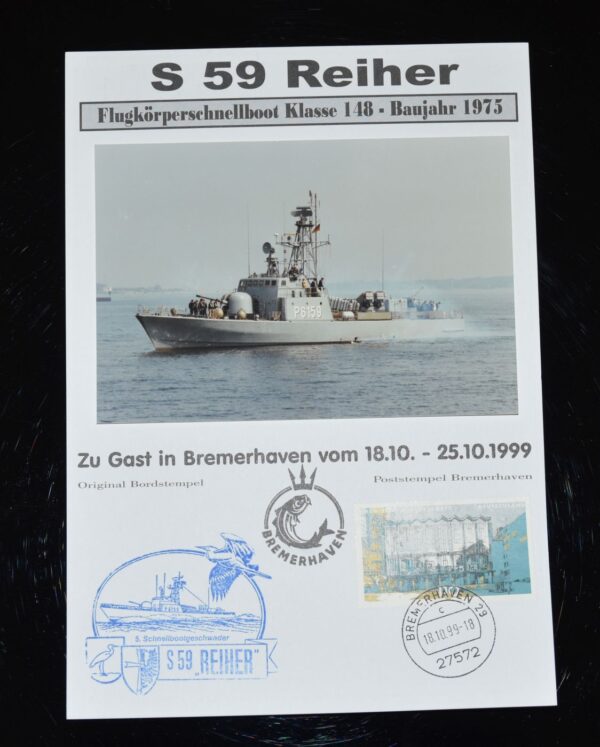 S 59 Reiher
Flugkörperschnellboot Klasse 148 - Baujahr 1975
P6159
Zu Gast in Bremerhaven vom 18.10. - 25.10.1999
Original Bordstempel
Poststempel Bremerhaven
BREMERHAVEN
5. Schnellbootgeschwader
S 59 „REIHER"
BREMERHAVEN 29
c
18.10.99-18
27572